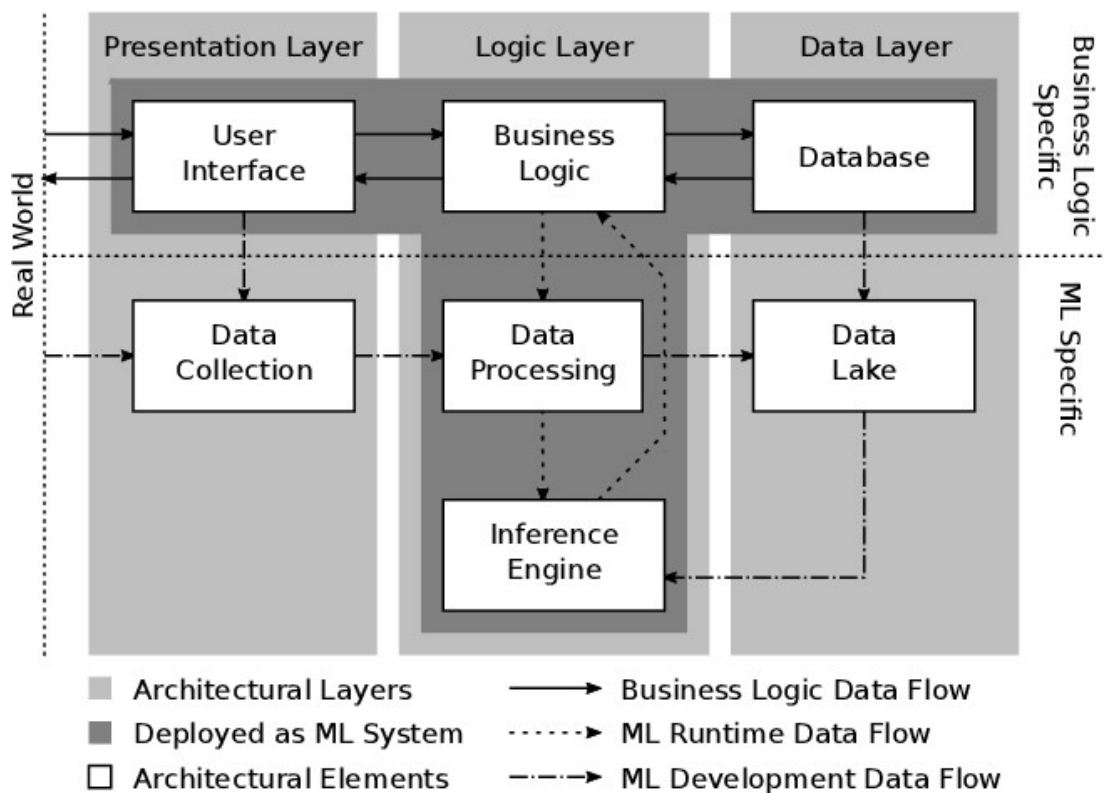 Presentation Layer
Logic Layer
Data Layer
Business Logic
Specific
User
Interface
Business
Logic
Database
Real World
Data
Collection
Data
Processing
Data
Lake
ML Specific
Inference
Engine
Architectural Layers
Business Logic Data Flow
Deployed as ML System
ML Runtime Data Flow
Architectural Elements
ML Development Data Flow